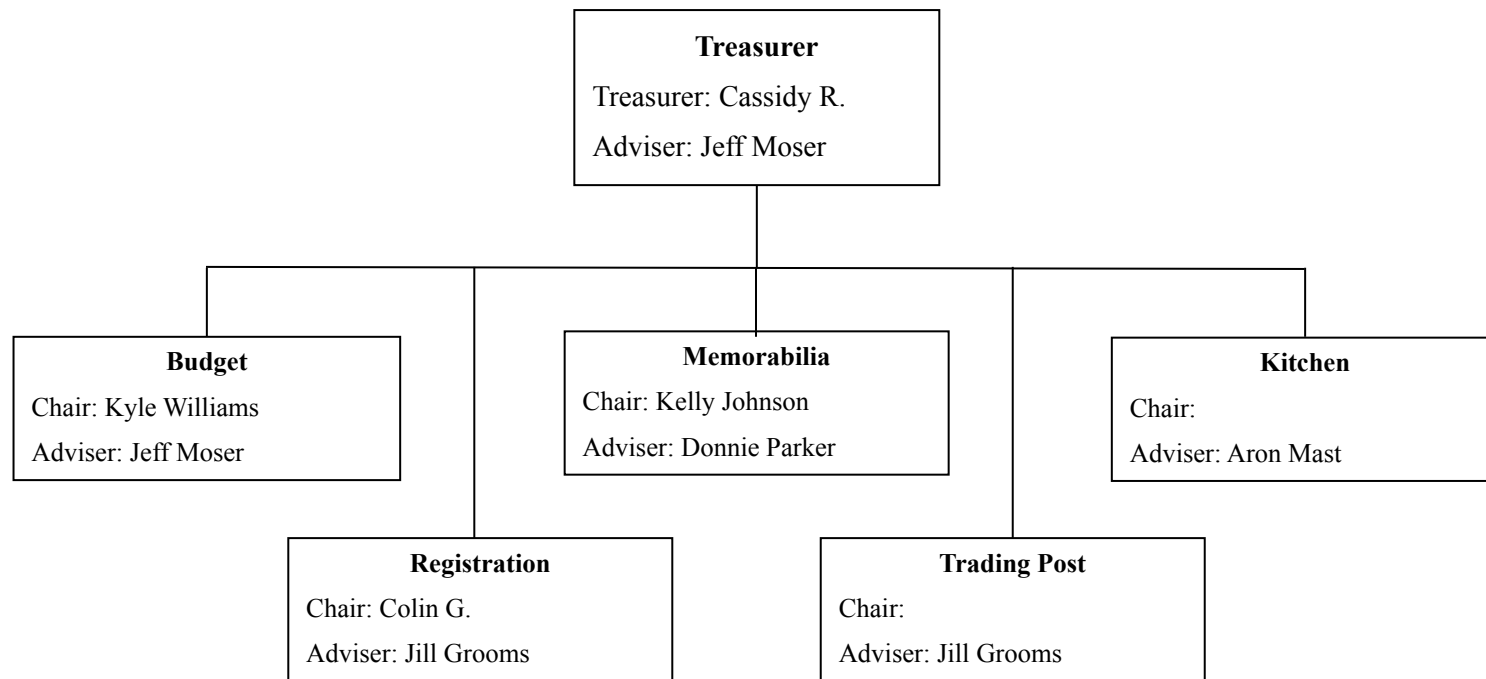 Treasurer
Treasurer: Cassidy R.
Adviser: Jeff Moser
Budget
Chair: Kyle Williams
Adviser: Jeff Moser
Memorabilia
Chair: Kelly Johnson
Adviser: Donnie Parker
Kitchen
Chair:
Adviser: Aron Mast
Registration
Chair: Colin G.
Adviser: Jill Grooms
Trading Post
Chair:
Adviser: Jill Grooms